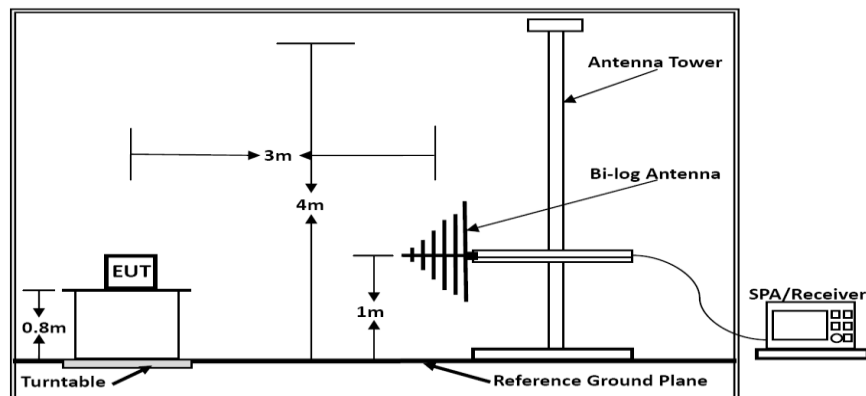 Antenna Tower
3m
Bi-log Antenna
4m
EUT
SPA/Receiver
0.8m
1m
Turntable
Reference Ground Plane